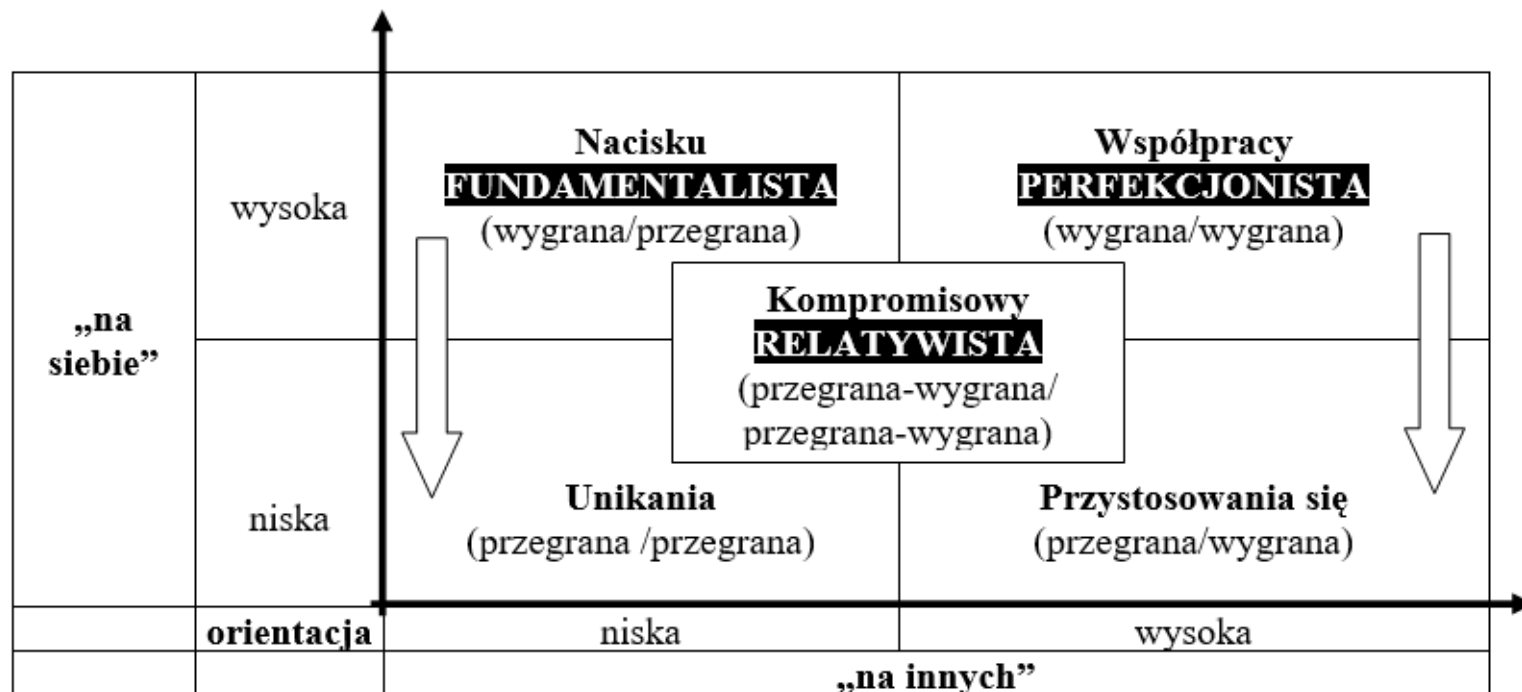 Nacisku
FUNDAMENTALISTA
(wygrana/przegrana)
Współpracy
PERFEKCJONISTA
(wygrana/wygrana)
wysoka
„na
siebie”
Kompromisowy
RELATYWISTA
(przegrana-wygrana/
przegrana-wygrana)
niska
Unikania
(przegrana /przegrana)
Przystosowania się
(przegrana/wygrana)
orientacja
niska
wysoka
„na innych”